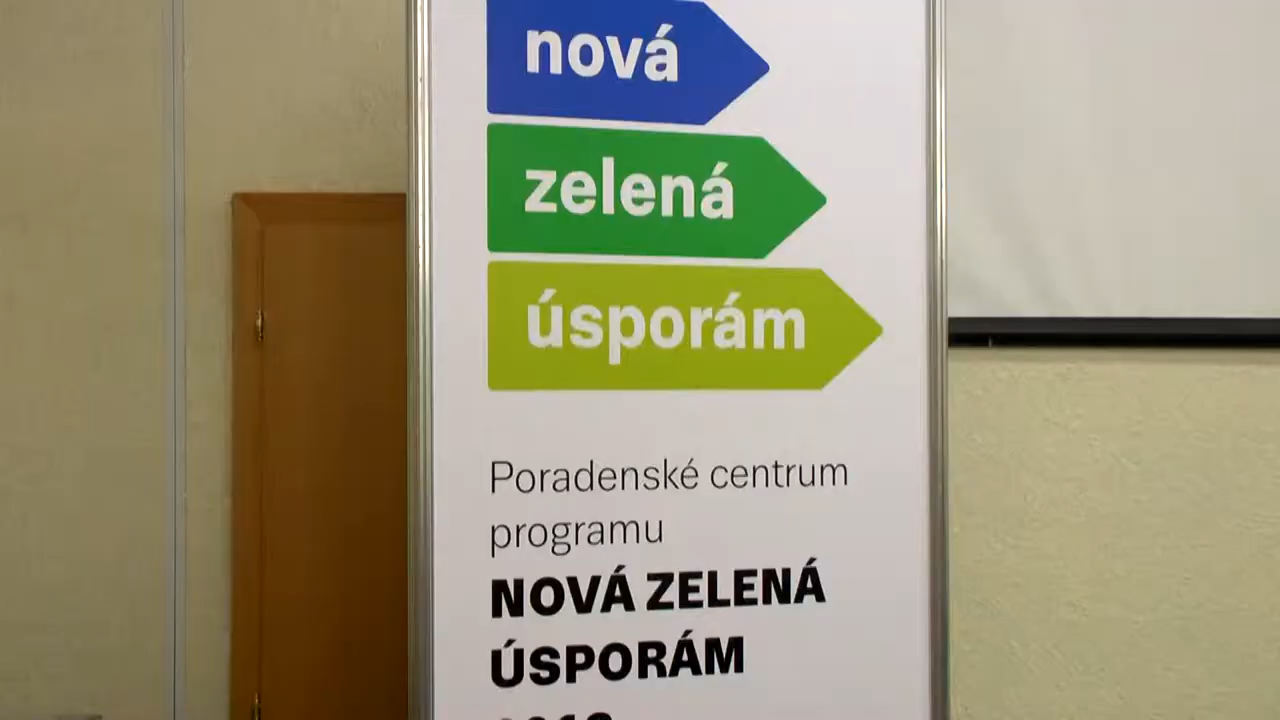 nová
zelená
úsporám
Poradenské centrum
programu
NOVÁ ZELENÁ
ÚSPORÁM